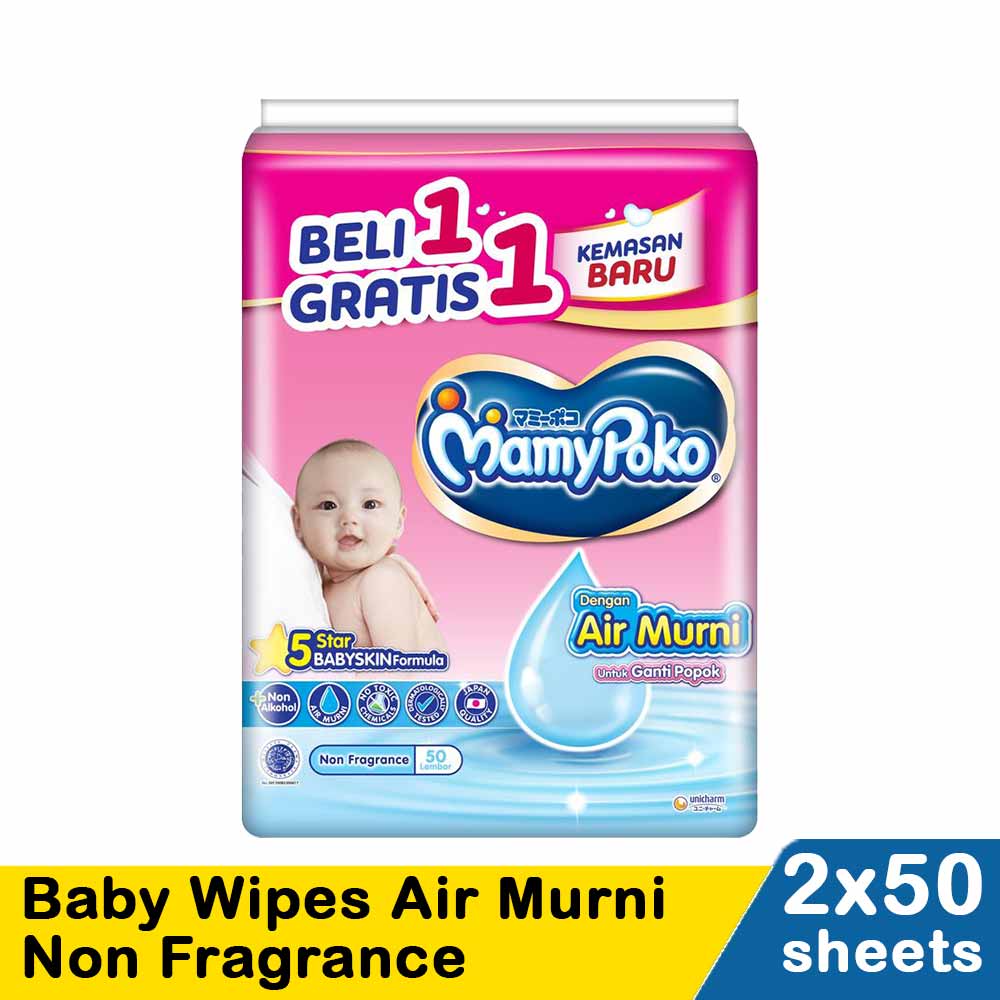 BELI 1
GRATIS 1
KEMASAN
BARU
マミーポコ
MamyPoko
Dengan
Air Murni
Untuk Ganti Popok
5 Star
BABYSKIN Formula
+Non
Alkohol
AIR MURNI
NO TOXIC
CHEMICALS
DERMATOLOGICALLY
TESTED
JAPAN
QUALITY
Non Fragrance
50
Lembar
unicharm
ユニ・チャーム
Baby Wipes Air Murni
Non Fragrance
2x50
sheets